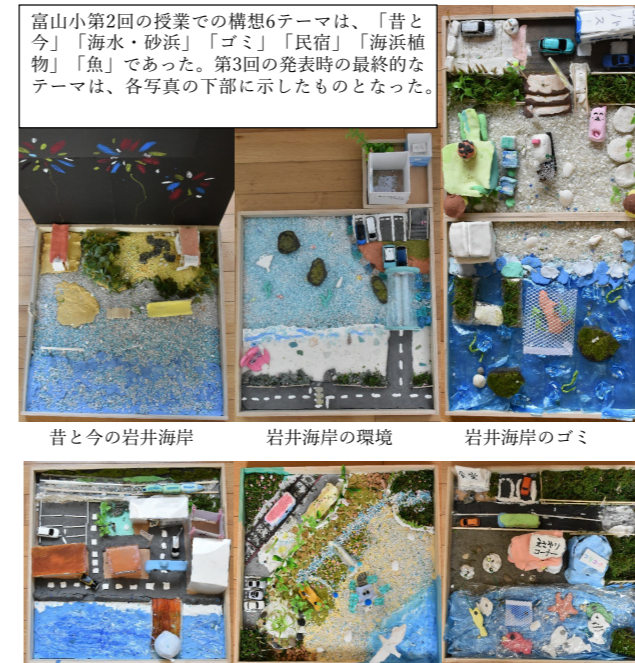 富山小第2回の授業での構想6テーマは、「昔と
今」「海水・砂浜」「ゴミ」「民宿」「海浜植
物」「魚」であった。第3回の発表時の最終的な
テーマは、各写真の下部に示したものとなった。
昔と今の岩井海岸
岩井海岸の環境
岩井海岸のゴミ
コーナー